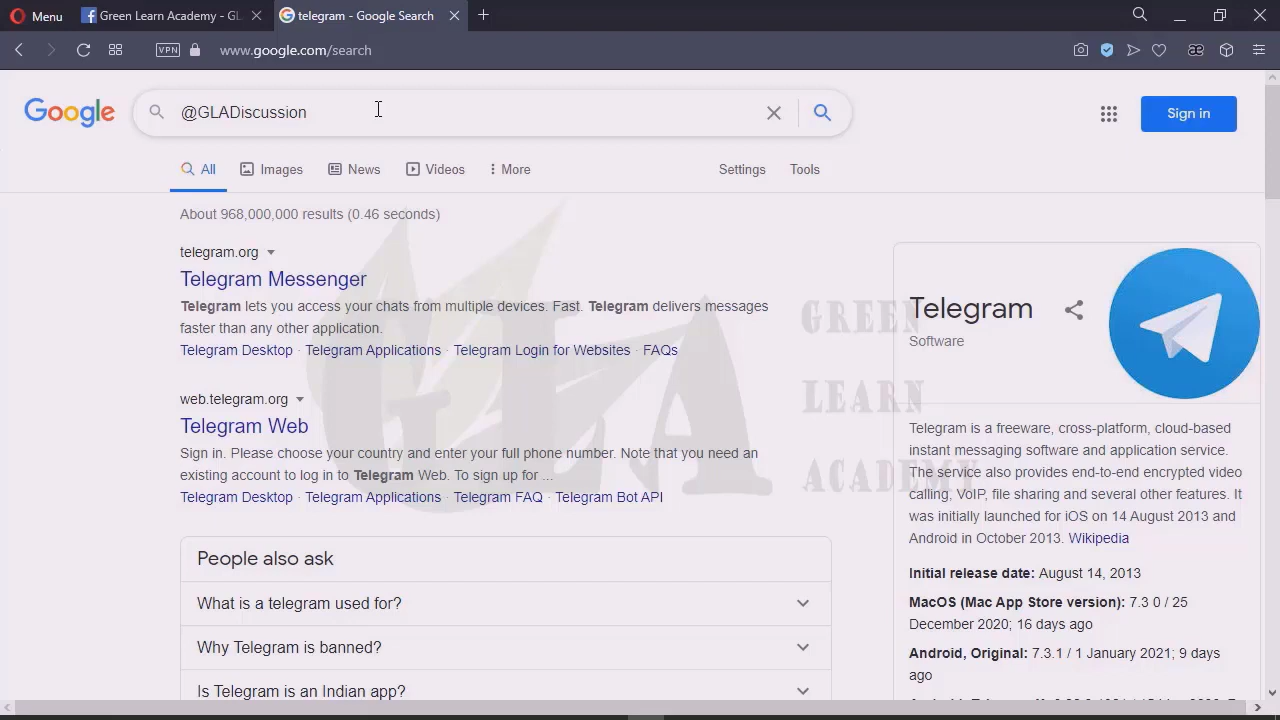 Menu
Green Learn Academy - GL
telegram - Google Search
VPN
www.google.com/search
Google
@GLADiscussion
Sign in
All
Images
News
Videos
More
Settings
Tools
About 968,000,000 results (0.46 seconds)
telegram.org
Telegram Messenger
Telegram lets you access your chats from multiple devices. Fast. Telegram delivers messages
faster than any other application.
Telegram Desktop · Telegram Applications · Telegram Login for Websites · FAQs
web.telegram.org
Telegram Web
Sign in. Please choose your country and enter your full phone number. Note that you need an
existing account to log in to Telegram Web. To sign up for ...
Telegram Desktop · Telegram Applications · Telegram FAQ · Telegram Bot API
People also ask
What is a telegram used for?
Why Telegram is banned?
Is Telegram is an Indian app?
GLA
GREEN
LEARN
ACADEMY
Telegram
Software
Telegram is a freeware, cross-platform, cloud-based
instant messaging software and application service.
The service also provides end-to-end encrypted video
calling, VoIP, file sharing and several other features. It
was initially launched for iOS on 14 August 2013 and
Android in October 2013. Wikipedia
Initial release date: August 14, 2013
MacOS (Mac App Store version): 7.3 0 / 25
December 2020; 16 days ago
Android, Original: 7.3.1 / 1 January 2021; 9 days
ago